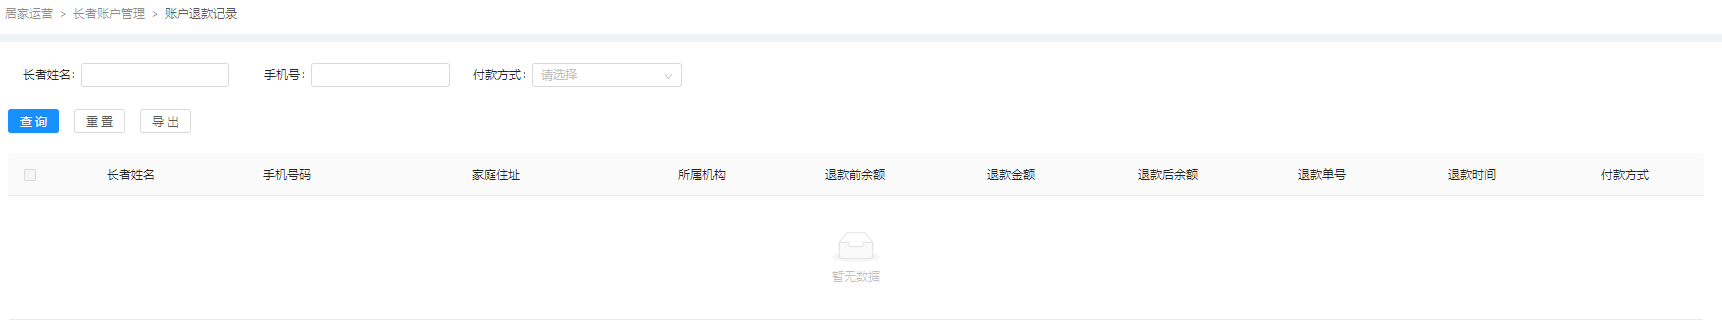 居家运营 > 长者账户管理 > 账户退款记录
长者姓名: 手机号: 付款方式: 请选择
查 询 重 置 导 出
长者姓名 手机号码 家庭住址 所属机构 退款前余额 退款金额 退款后余额 退款单号 退款时间 付款方式
暂无数据